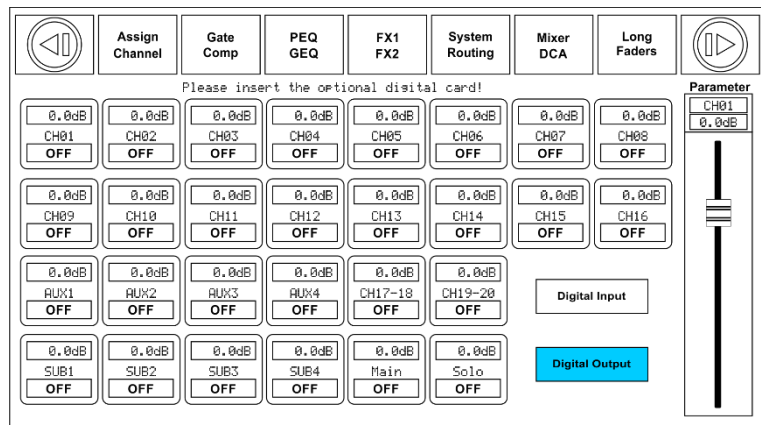 Assign Gate PEQ FX1 System Mixer Long
Channel Comp GEQ FX2 Routing DCA Faders
Please insert the optional digital card!
Parameter
CH01
0.0dB
0.0dB 0.0dB 0.0dB 0.0dB 0.0dB 0.0dB 0.0dB 0.0dB
CH01 CH02 CH03 CH04 CH05 CH06 CH07 CH08
OFF OFF OFF OFF OFF OFF OFF OFF
0.0dB 0.0dB 0.0dB 0.0dB 0.0dB 0.0dB 0.0dB 0.0dB
CH09 CH10 CH11 CH12 CH13 CH14 CH15 CH16
OFF OFF OFF OFF OFF OFF OFF OFF
0.0dB 0.0dB 0.0dB 0.0dB 0.0dB 0.0dB
AUX1 AUX2 AUX3 AUX4 CH17-18 CH19-20
OFF OFF OFF OFF OFF OFF
Digital Input
0.0dB 0.0dB 0.0dB 0.0dB 0.0dB 0.0dB
SUB1 SUB2 SUB3 SUB4 Main Solo
OFF OFF OFF OFF OFF OFF
Digital Output